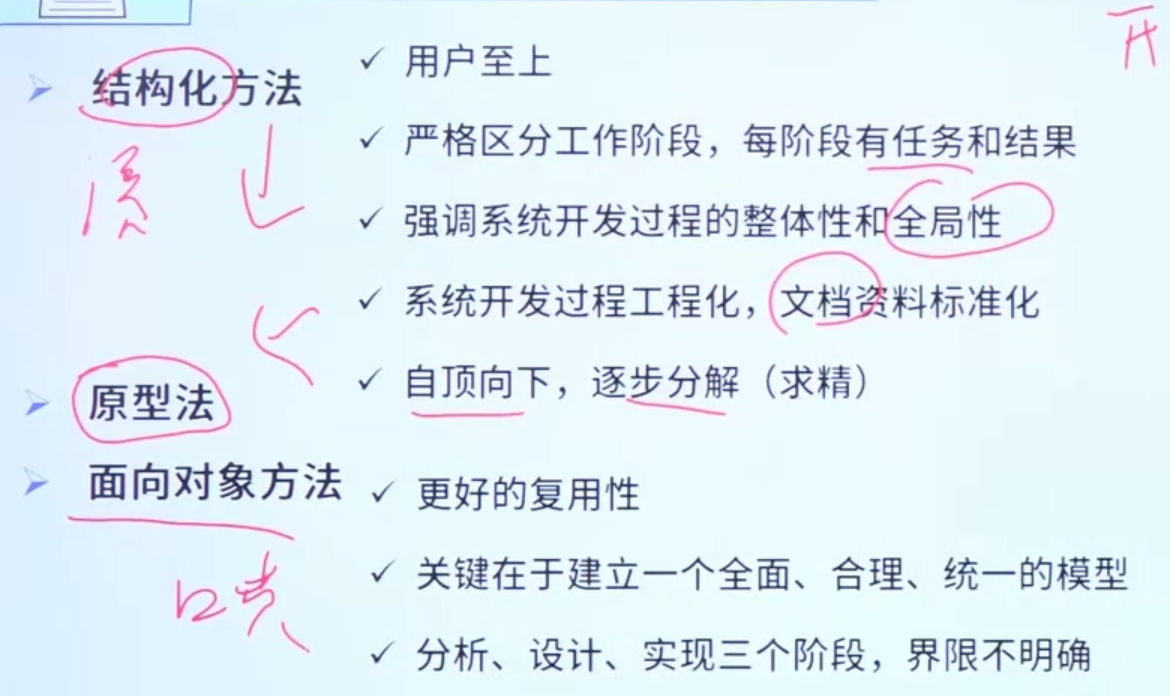 结构化方法
用户至上
严格区分工作阶段，每阶段有任务和结果
强调系统开发过程的整体性和全局性
系统开发过程工程化，文档资料标准化
自顶向下，逐步分解（求精）
原型法
面向对象方法
更好的复用性
关键在于建立一个全面、合理、统一的模型
分析、设计、实现三个阶段，界限不明确